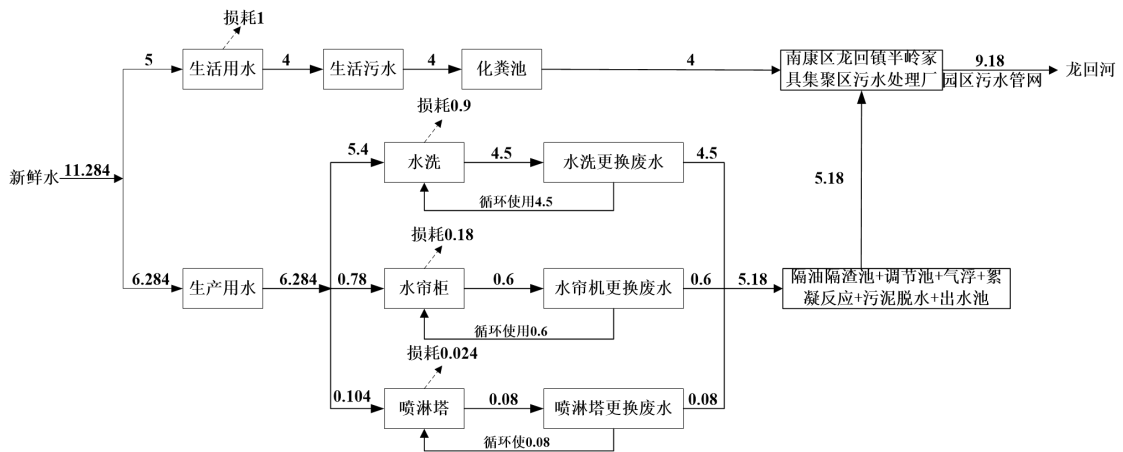 损耗1
5
生活用水
4
生活污水
4
化粪池
4
南康区龙回镇半岭家
具集聚区污水处理厂
9.18
园区污水管网
龙回河
损耗0.9
新鲜水
11.284
5.4
水洗
4.5
水洗更换废水
4.5
循环使用4.5
5.18
损耗0.18
6.284
生产用水
6.284
0.78
水帘柜
0.6
水帘机更换废水
0.6
5.18
隔油隔渣池+调节池+气浮+絮
凝反应+污泥脱水+出水池
循环使用0.6
损耗0.024
0.104
喷淋塔
0.08
喷淋塔更换废水
0.08
循环使0.08